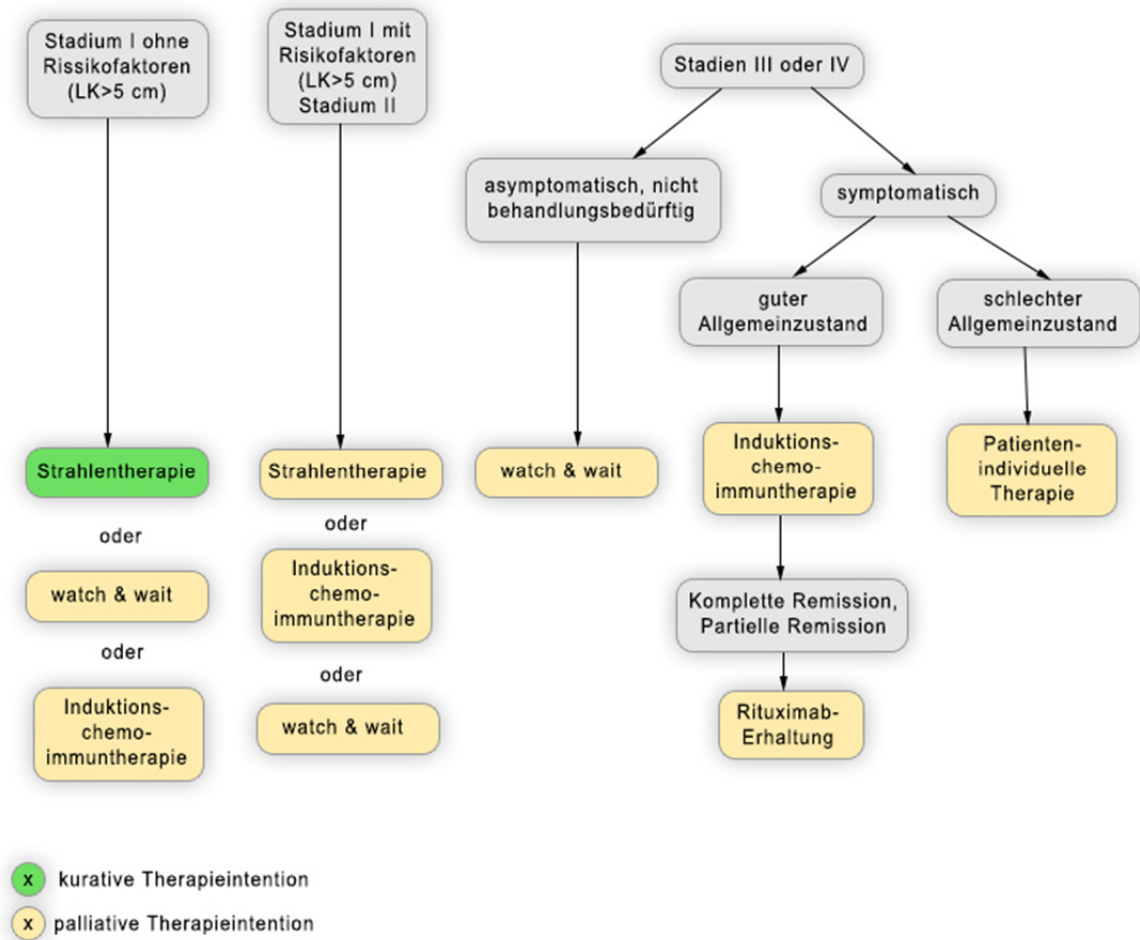 Stadium I ohne
Rissikofaktoren
(LK>5 cm)
Strahlentherapie
oder
watch & wait
oder
Induktions-
chemo-
immuntherapie
Stadium I mit
Risikofaktoren
(LK>5 cm)
Stadium II
Strahlentherapie
oder
Induktions-
chemo-
immuntherapie
oder
watch & wait
Stadien III oder IV
asymptomatisch, nicht
behandlungsbedürftig
watch & wait
symptomatisch
guter
Allgemeinzustand
Induktions-
chemo-
immuntherapie
Komplette Remission,
Partielle Remission
Rituximab-
Erhaltung
schlechter
Allgemeinzustand
Patienten-
individuelle
Therapie
x kurative Therapieintention
x palliative Therapieintention